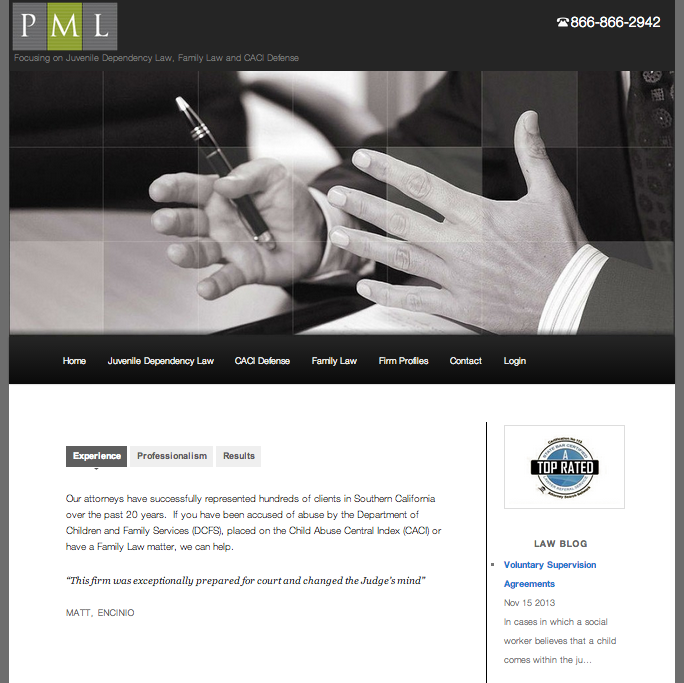 P M L
866-866-2942
Focusing on Juvenile Dependency Law, Family Law and CACI Defense
Home Juvenile Dependency Law CACI Defense Family Law Firm Profiles Contact Login
Experience Professionalism Results
Our attorneys have successfully represented hundreds of clients in Southern California
over the past 20 years. If you have been accused of abuse by the Department of
Children and Family Services (DCFS), placed on the Child Abuse Central Index (CACI) or
have a Family Law matter, we can help.
“This firm was exceptionally prepared for court and changed the Judge's mind”
MATT, ENCINIO
STATE BAR CERTIFIED
A
TOP RATED
LAW BLOG
Voluntary Supervision
Agreements
Nov 15 2013
In cases in which a social
worker believes that a child
comes within the ju...